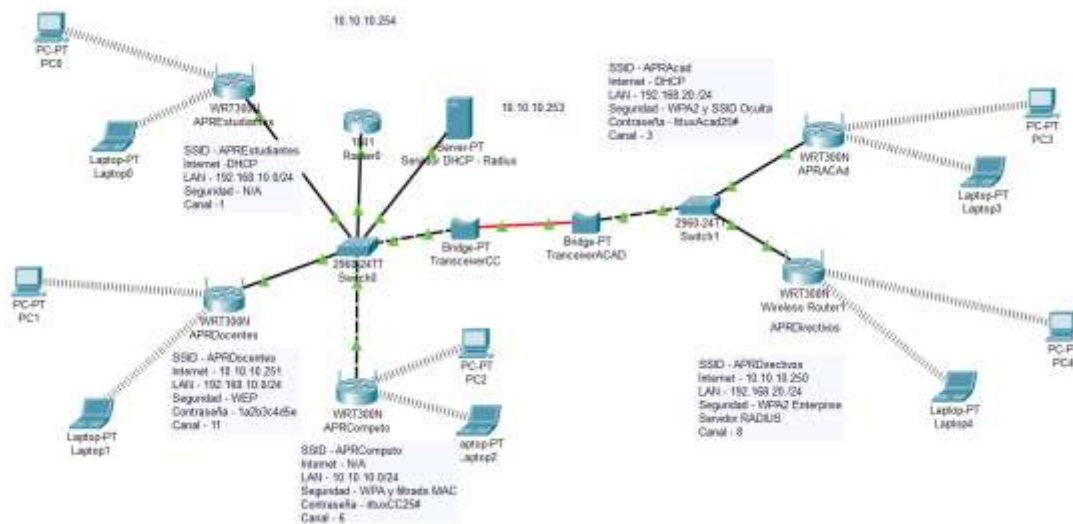 10.10.10.254
PC-PT
PC0
WRT300N
APREstudiantes
Laptop-PT
Laptop0
SSID - APREstudiantes
Internet -DHCP
LAN - 192.168.10.0/24
Seguridad - N/A
Canal -1
Router0
10.10.10.253
Server-PT
Servidor DHCP - Radius
SSID - APRAcad
Internet - DHCP
LAN - 192.168.20./24
Seguridad - WPA2 y SSID Oculta
Canal - 3
WRT300N
APRACAd
PC-PT
PC3
Laptop-PT
Laptop3
2960-24TT
Switch0
Bridge-PT
TransceiverCC
Bridge-PT
TranceiverACAD
2960-24TT
Switch1
PC-PT
PC1
WRT300N
APRDocentes
Laptop-PT
Laptop1
SSID - APRDocentes
Internet - 10.10.10.251
LAN - 192.168.10.0/24
Seguridad - WEP
Contraseña - 1a2b3c4d5e
Canal - 11
WRT300N
APRComputo
PC-PT
PC2
Laptop2
SSID - APRComputo
Internet - N/A
LAN - 10.10.10.0/24
Seguridad - WPA y filtrado MAC
Canal - 6
WRT300N
Wireless Router1
APRDirectivos
PC-PT
PC4
Laptop-PT
Laptop4
SSID - APRDirectivos
Internet - 10.10.10.250
LAN - 192.168.20./24
Seguridad - WPA2 Enterprise
Servidor RADIUS
Canal - 8